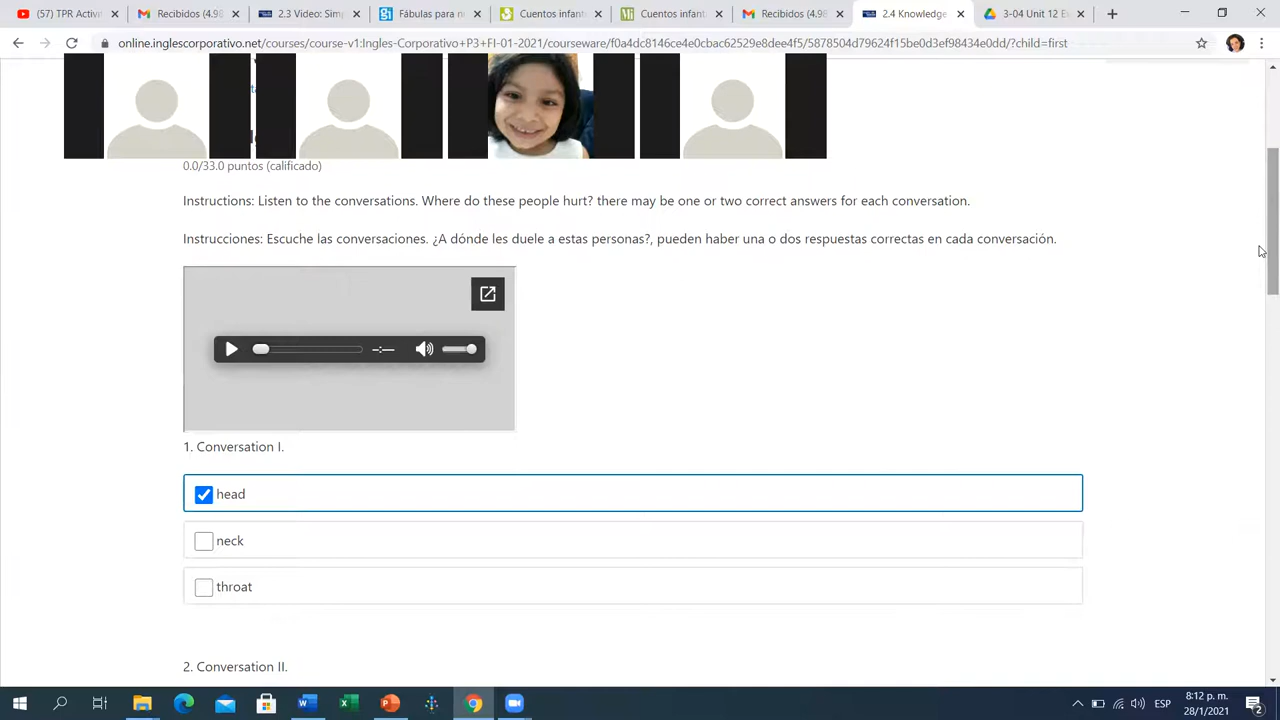 (57) TPR Activ
Recibidos (4.98
2.3 Video: Sim
Fábulas para n
Cuentos infant
Cuentos infant
Recibidos (4.98
2.4 Knowledge
3-04 Unit 12 E
online.inglescorporativo.net/courses/course-v1:Ingles-Corporativo+P3+FI-01-2021/courseware/f0a4dc8146ce4e0cbac62529e8dee4f5/5878504d79624f15be0d3ef98434e0dd/?child=first
0.0/33.0 puntos (calificado)
Instructions: Listen to the conversations. Where do these people hurt? there may be one or two correct answers for each conversation.
Instrucciones: Escuche las conversaciones. ¿A dónde les duele a estas personas?, pueden haber una o dos respuestas correctas en cada conversación.
-:--
1. Conversation I.
head
neck
throat
2. Conversation II.
ESP
8:12 p. m.
28/1/2021
2